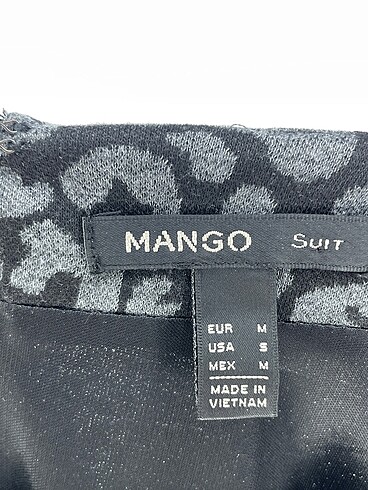 MANGO SUIT
EUR M
USA S
MEX M
MADE IN
VIETNAM